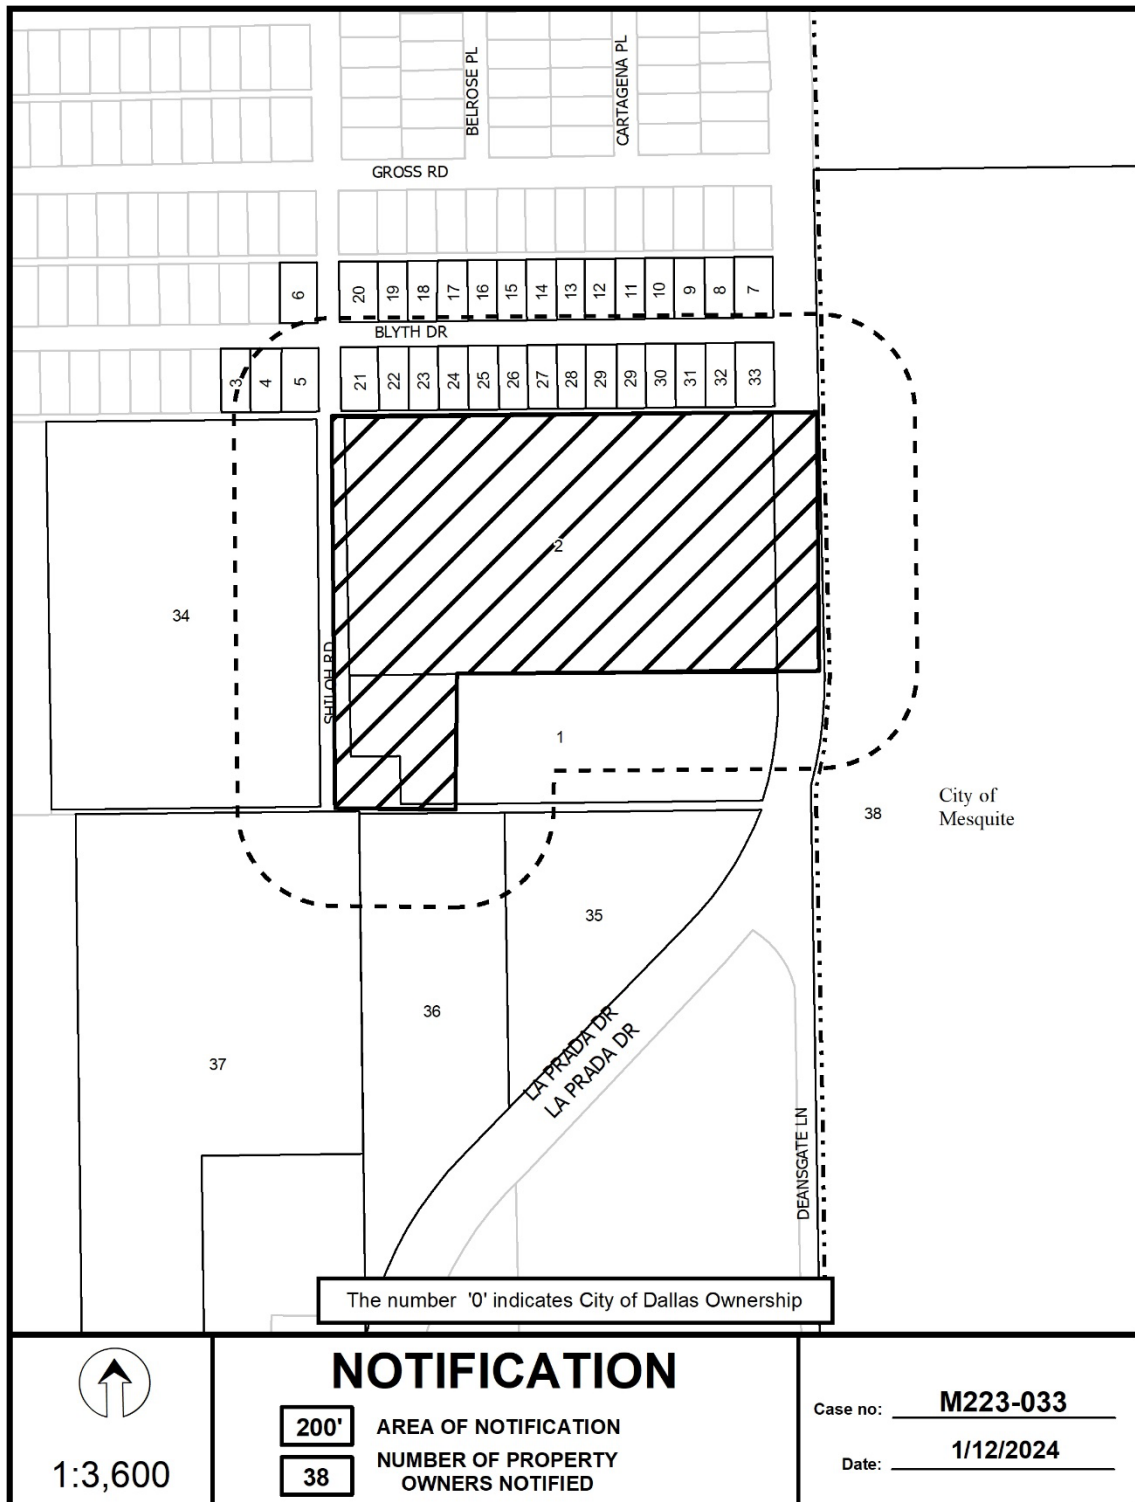 BELROSE PL
CARTAGENA PL
GROSS RD
6
20
19
18
17
16
15
14
13
12
11
10
9
8
7
BLYTH DR
3
4
5
21
22
23
24
25
26
27
28
29
29
30
31
32
33
2
34
SHILOH RD
1
38
City of
Mesquite
35
36
37
LA PRADA DR
LA PRADA DR
DEANSGATE LN
The number '0' indicates City of Dallas Ownership
1:3,600
NOTIFICATION
200' AREA OF NOTIFICATION
38 NUMBER OF PROPERTY
OWNERS NOTIFIED
Case no: M223-033
Date: 1/12/2024